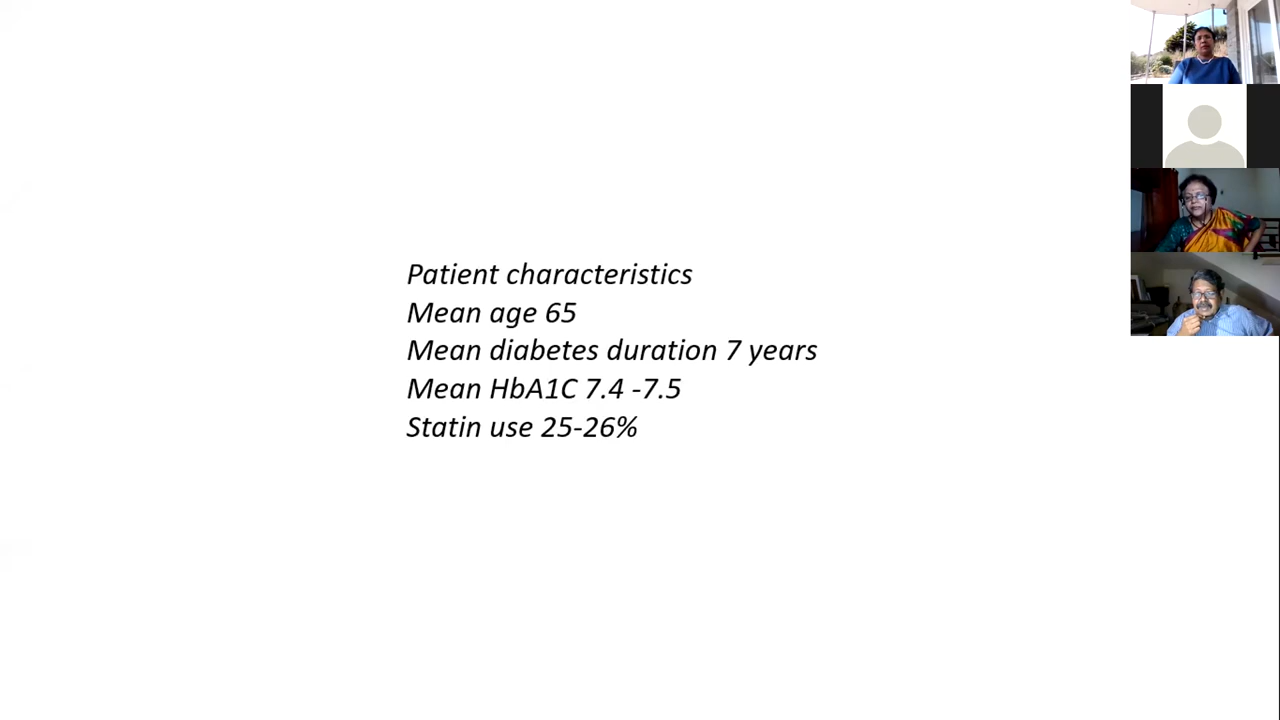 Patient characteristics
Mean age 65
Mean diabetes duration 7 years
Mean HbA1C 7.4 -7.5
Statin use 25-26%